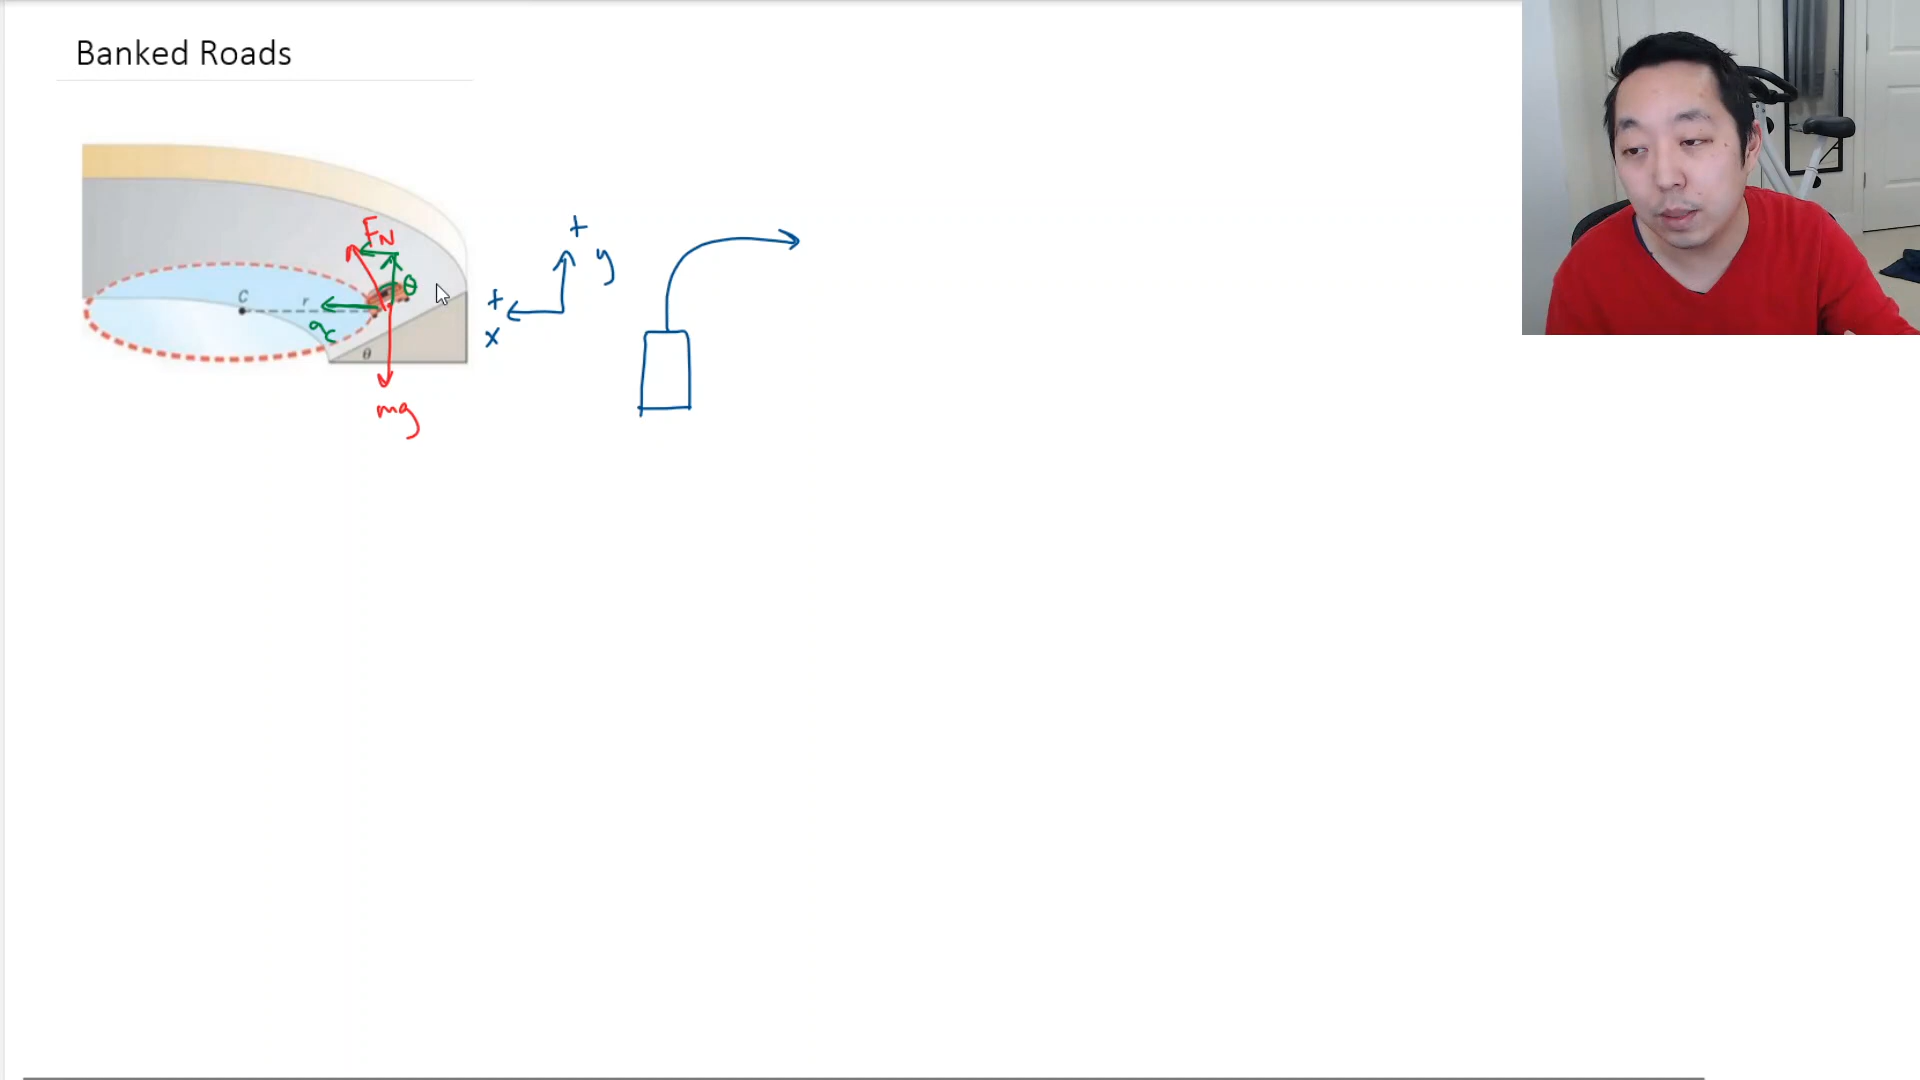 Banked Roads
FN
θ
C
r
ac
θ
mg
+
y
+
x